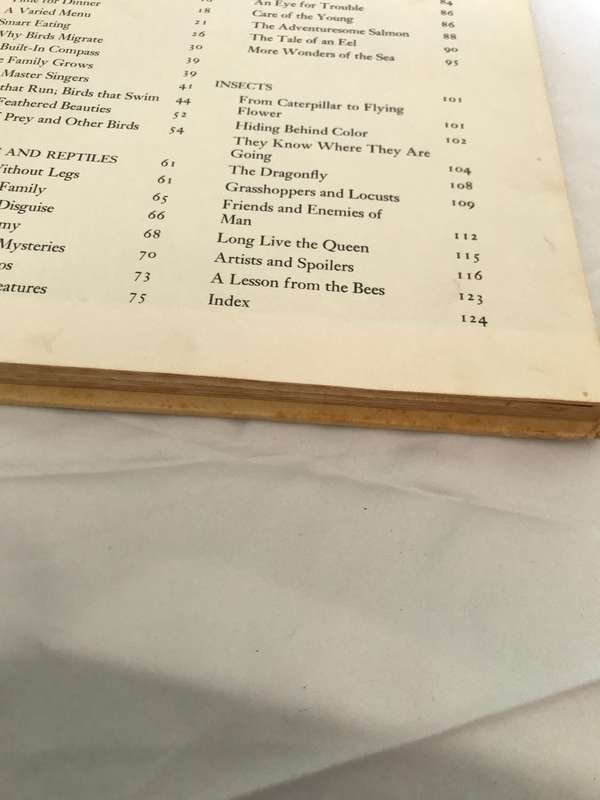 Time for Dinner 18
A Varied Menu 21
Smart Eating 26
Why Birds Migrate 30
Built-In Compass 39
Family Grows 39
Master Singers 41
that Run; Birds that Swim 44
Feathered Beauties 52
Prey and Other Birds 54
AND REPTILES 61
Without Legs 61
Family 65
Disguise 66
68
Mysteries 70
73
75
84
An Eye for Trouble 86
Care of the Young 86
The Adventuresome Salmon 88
The Tale of an Eel 90
More Wonders of the Sea 95
INSECTS 101
From Caterpillar to Flying
Flower 101
Hiding Behind Color 102
They Know Where They Are
Going 104
The Dragonfly 108
Grasshoppers and Locusts 109
Friends and Enemies of
Man 112
Long Live the Queen 115
Artists and Spoilers 116
A Lesson from the Bees 123
Index 124